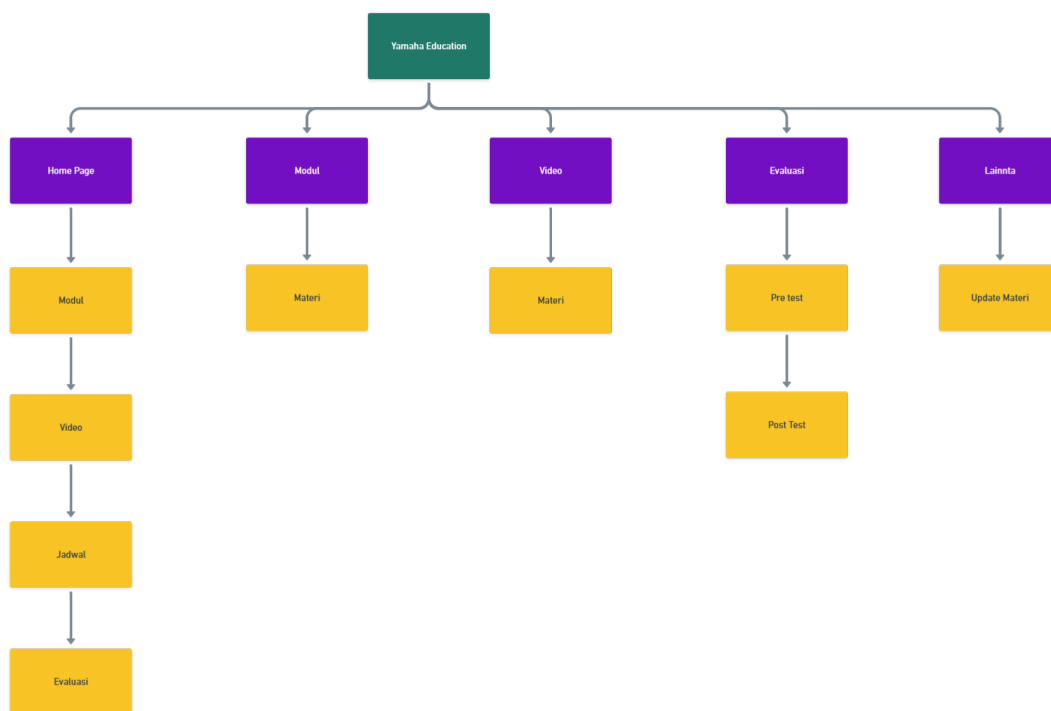 Yamaha Education
Home Page
Modul
Video
Evaluasi
Lainnta
Modul
Materi
Materi
Pre test
Update Materi
Video
Post Test
Jadwal
Evaluasi